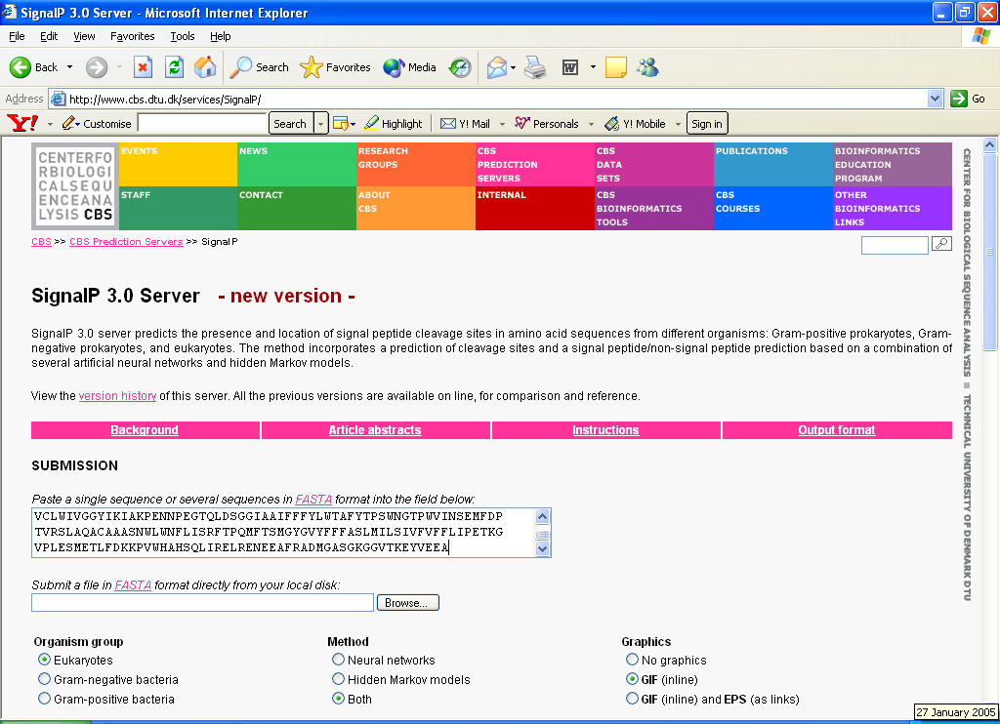 SignalP 3.0 Server - Microsoft Internet Explorer
File Edit View Favorites Tools Help
Back Search Favorites Media
Address http://www.cbs.dtu.dk/services/SignalP/ Go
Y! Customise Search Highlight Y! Mail Personals Y! Mobile Sign in
CENTERFO
RBIOLOGI
CALSEQU
ENCEANA
LYSIS CBS
EVENTS
NEWS
RESEARCH
GROUPS
CBS
PREDICTION
SERVERS
CBS
DATA
SETS
PUBLICATIONS
BIOINFORMATICS
EDUCATION
PROGRAM
STAFF
CONTACT
ABOUT
CBS
INTERNAL
CBS
BIOINFORMATICS
TOOLS
CBS
COURSES
OTHER
BIOINFORMATICS
LINKS
CBS >> CBS Prediction Servers >> SignalP
CENTER FOR BIOLOGICAL SEQUENCE ANALYSIS ■ TECHNICAL UNIVERSITY OF DENMARK DTU
SignalP 3.0 Server - new version -
SignalP 3.0 server predicts the presence and location of signal peptide cleavage sites in amino acid sequences from different organisms: Gram-positive prokaryotes, Gram-
negative prokaryotes, and eukaryotes. The method incorporates a prediction of cleavage sites and a signal peptide/non-signal peptide prediction based on a combination of
several artificial neural networks and hidden Markov models.
View the version history of this server. All the previous versions are available on line, for comparison and reference.
Background Article abstracts Instructions Output format
SUBMISSION
Paste a single sequence or several sequences in FASTA format into the field below:
VCLWIVGGYIKIAKPENNPEGTQLDSGGIAAIFFFYLWTAFYTPSWNGTPWVINSEMFDP
TVRSLAQACAAASNWLWNFLISRFTPQMFTSMGYGVYFFFASLMILSIVFVFFLIPETKG
VPLESMETLFDKKPVWHAHSQLIRELRENEEAFRADMGASGKGGVTKEYVEEA
Submit a file in FASTA format directly from your local disk:
Browse...
Organism group Method Graphics
Eukaryotes Neural networks No graphics
Gram-negative bacteria Hidden Markov models GIF (inline)
Gram-positive bacteria Both GIF (inline) and EPS (as links)
27 January 2005